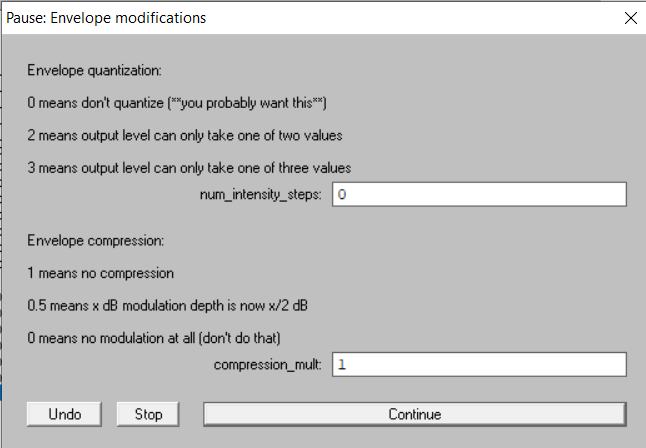 Pause: Envelope modifications
Envelope quantization:
0 means don't quantize (**you probably want this**)
2 means output level can only take one of two values
3 means output level can only take one of three values
num_intensity_steps: 0
Envelope compression:
1 means no compression
0.5 means x dB modulation depth is now x/2 dB
0 means no modulation at all (don't do that)
compression_mult: 1
Undo Stop Continue